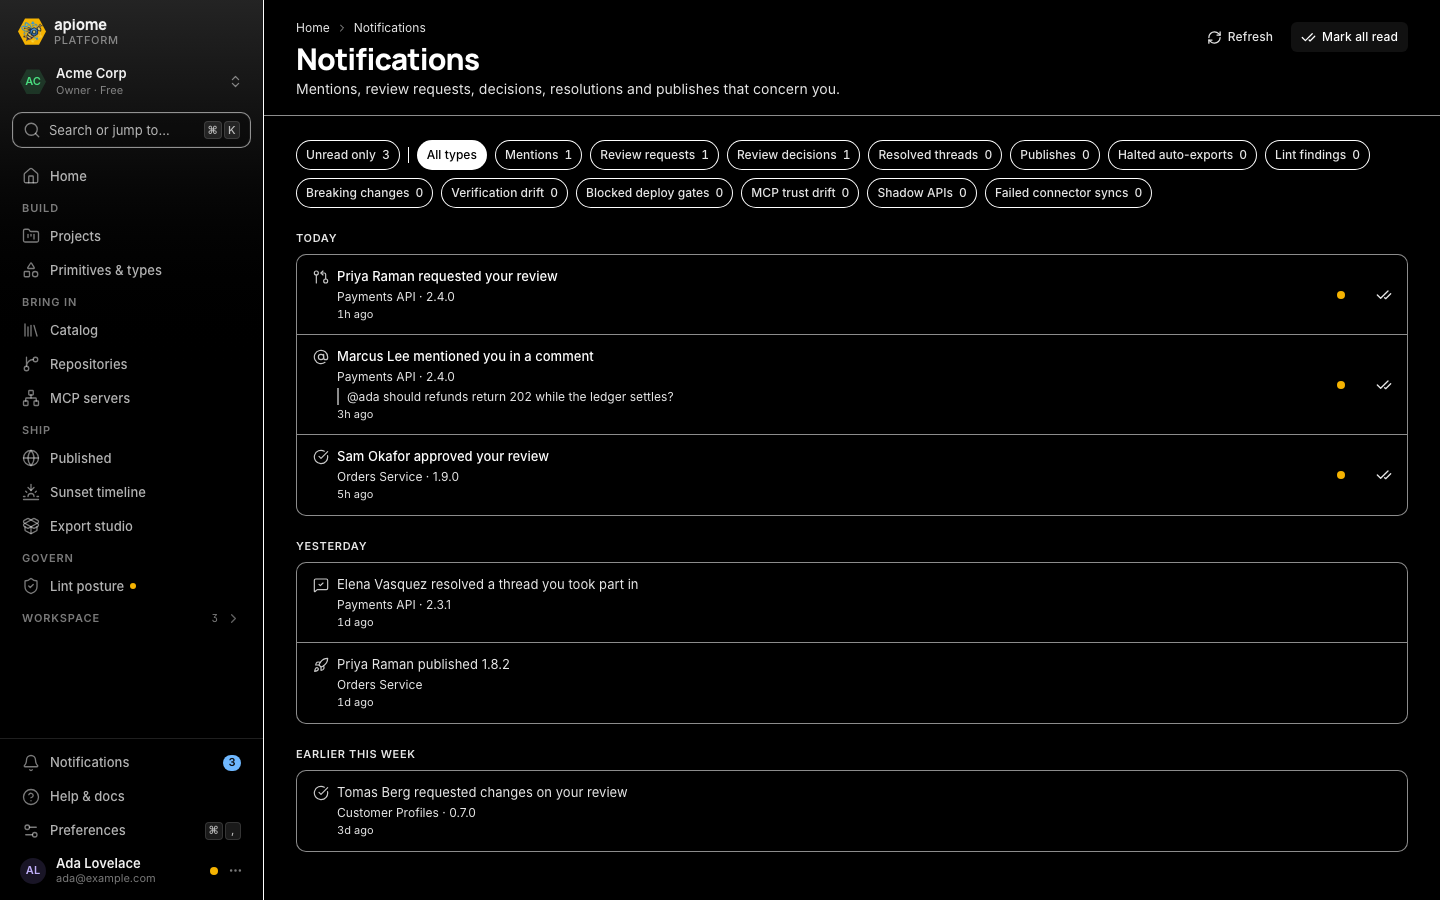 apiome
PLATFORM
AC
Acme Corp
Owner · Free
Search or jump to...
⌘ K
Home
BUILD
Projects
Primitives & types
BRING IN
Catalog
Repositories
MCP servers
SHIP
Published
Sunset timeline
Export studio
GOVERN
Lint posture
WORKSPACE 3
Notifications 3
Help & docs
Preferences ⌘ ,
AL
Ada Lovelace
ada@example.com
Home > Notifications
Notifications
Mentions, review requests, decisions, resolutions and publishes that concern you.
Refresh
Mark all read
Unread only 3 | All types Mentions 1 Review requests 1 Review decisions 1 Resolved threads 0 Publishes 0 Halted auto-exports 0 Lint findings 0
Breaking changes 0 Verification drift 0 Blocked deploy gates 0 MCP trust drift 0 Shadow APIs 0 Failed connector syncs 0
TODAY
Priya Raman requested your review
Payments API · 2.4.0
1h ago
Marcus Lee mentioned you in a comment
Payments API · 2.4.0
@ada should refunds return 202 while the ledger settles?
3h ago
Sam Okafor approved your review
Orders Service · 1.9.0
5h ago
YESTERDAY
Elena Vasquez resolved a thread you took part in
Payments API · 2.3.1
1d ago
Priya Raman published 1.8.2
Orders Service
1d ago
EARLIER THIS WEEK
Tomas Berg requested changes on your review
Customer Profiles · 0.7.0
3d ago